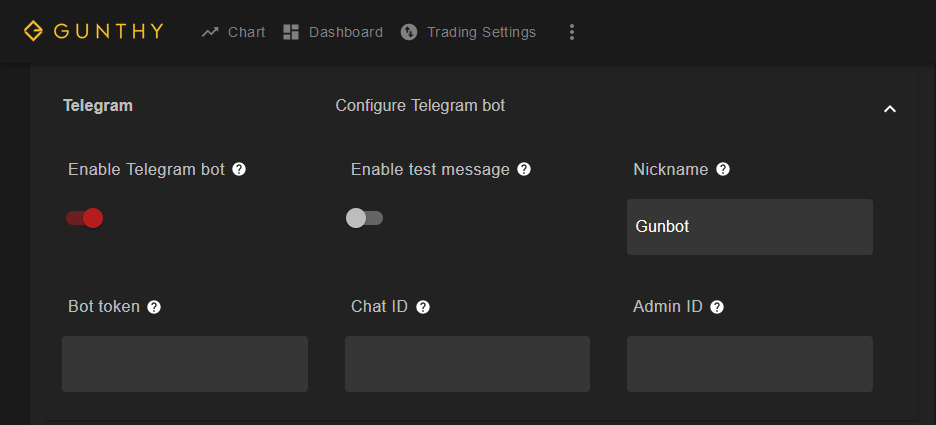 GUNTHY Chart Dashboard Trading Settings
Telegram Configure Telegram bot
Enable Telegram bot ? Enable test message ? Nickname ?
Gunbot
Bot token ? Chat ID ? Admin ID ?